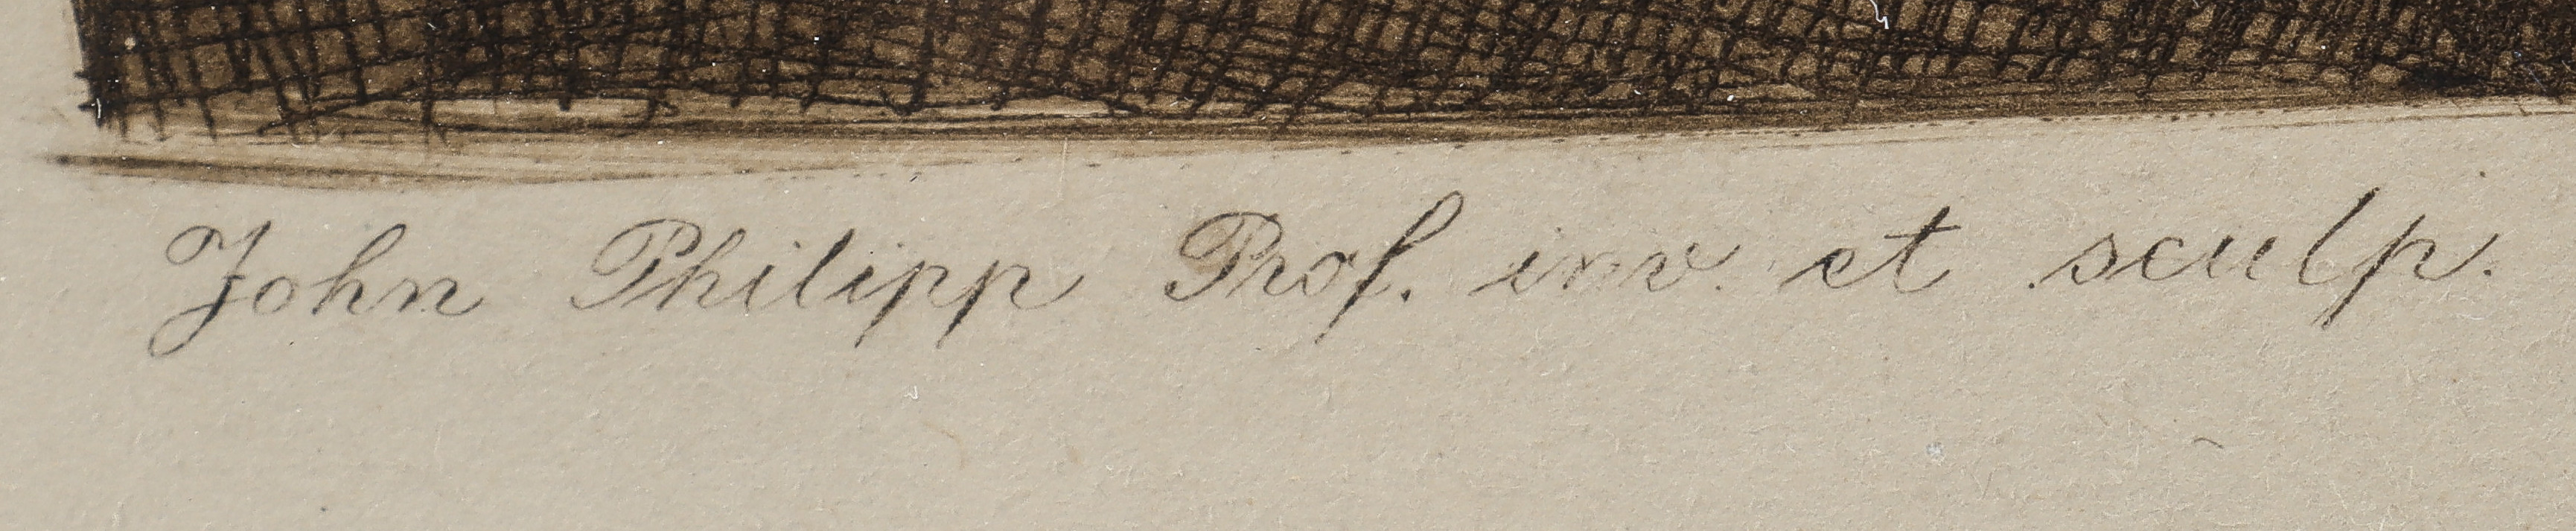 John Philipp Prof. inv. et sculp.